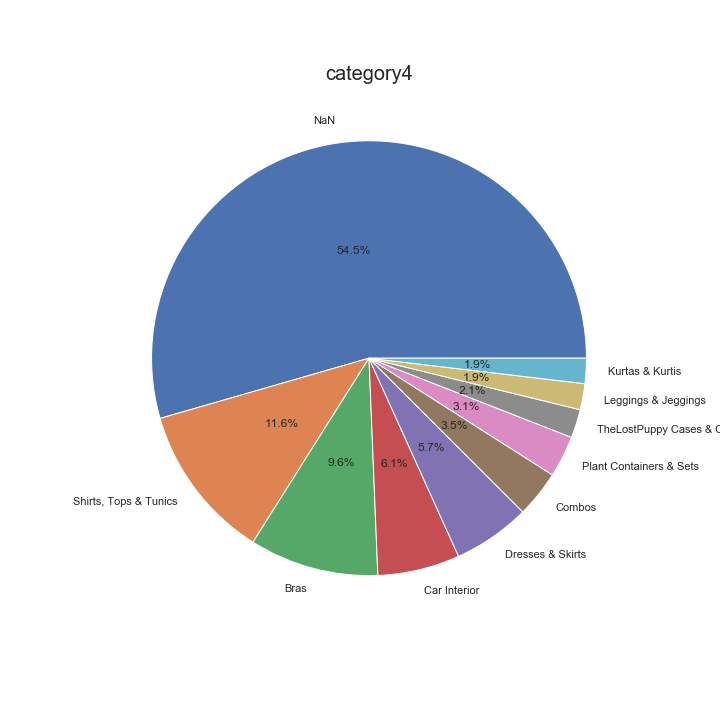 category4
NaN
54.5%
1.9%
Kurtas & Kurtis
1.9%
Leggings & Jeggings
2.1%
TheLostPuppy Cases & C
3.1%
Plant Containers & Sets
3.5%
Combos
5.7%
Dresses & Skirts
6.1%
Car Interior
9.6%
Bras
11.6%
Shirts, Tops & Tunics